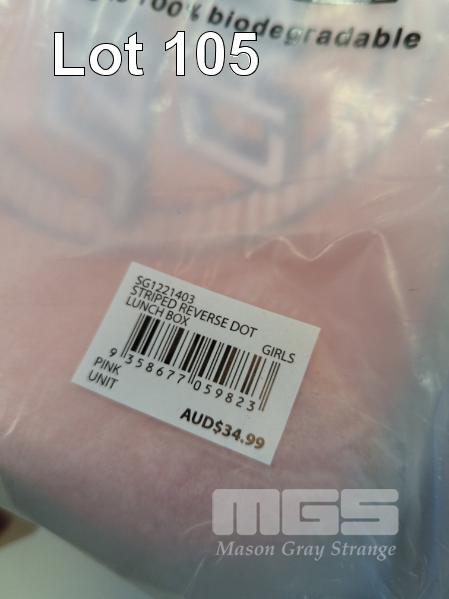 100% biodegradable
Lot 105
SG1221403
STRIPED REVERSE DOT
LUNCH BOX
GIRLS
9 358677 059823
PINK
UNIT
AUD$34.99
MGS
Mason Gray Strange